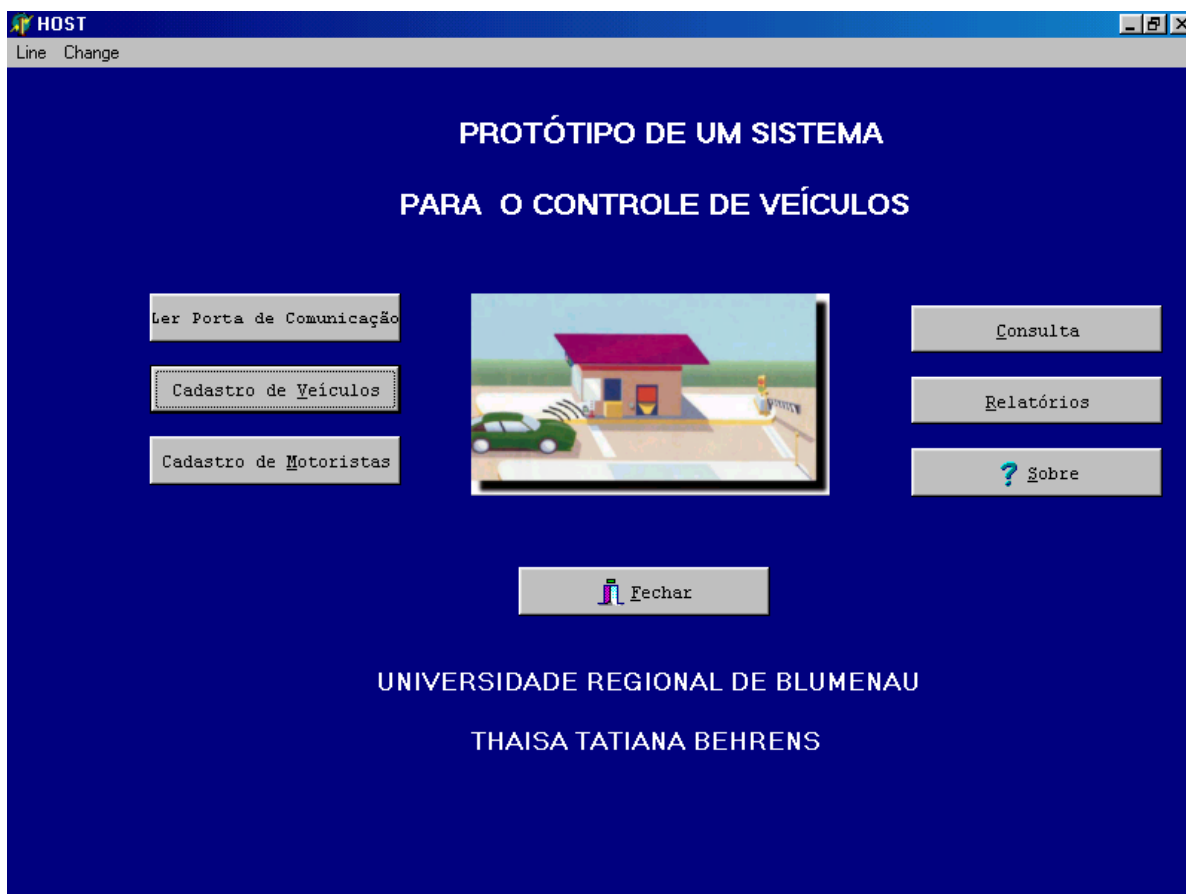 HOST
Line Change
PROTÓTIPO DE UM SISTEMA
PARA O CONTROLE DE VEÍCULOS
Ler Porta de Comunicação
Cadastro de Veículos
Cadastro de Motoristas
Consulta
Relatórios
? Sobre
Fechar
UNIVERSIDADE REGIONAL DE BLUMENAU
THAISA TATIANA BEHRENS